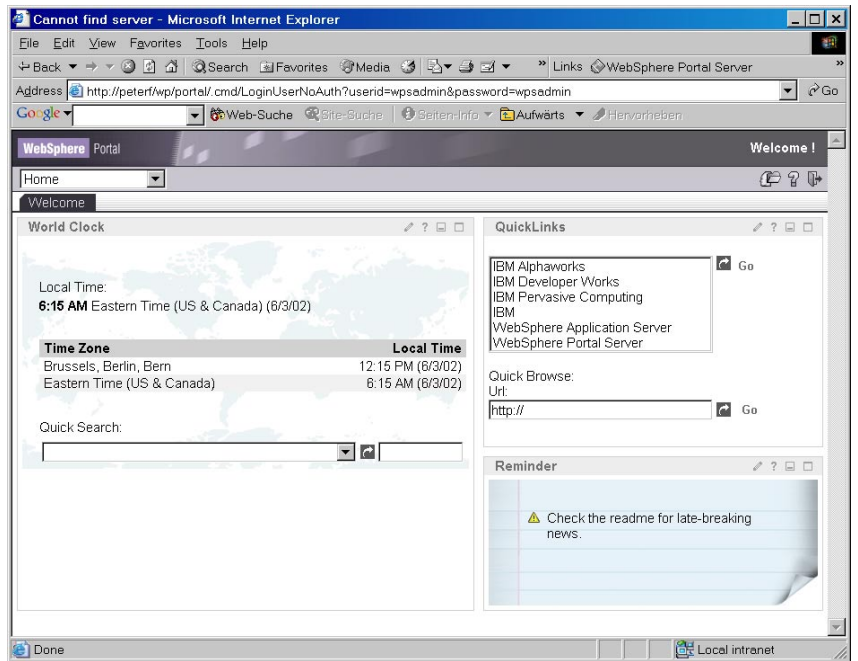 Cannot find server - Microsoft Internet Explorer
File Edit View Favorites Tools Help
Back Search Favorites Media » Links WebSphere Portal Server »
Address http://peterf/wp/portal/.cmd/LoginUserNoAuth?userid=wpsadmin&password=wpsadmin Go
Google Web-Suche Site-Suche Seiten-Info Aufwärts Hervorheben
WebSphere Portal Welcome !
Home ?
Welcome
World Clock ?
Local Time:
6:15 AM Eastern Time (US & Canada) (6/3/02)
Time Zone Local Time
Brussels, Berlin, Bern 12:15 PM (6/3/02)
Eastern Time (US & Canada) 6:15 AM (6/3/02)
Quick Search:
QuickLinks ?
IBM Alphaworks Go
IBM Developer Works
IBM Pervasive Computing
IBM
WebSphere Application Server
WebSphere Portal Server
Quick Browse:
Url:
http:// Go
Reminder ?
Check the readme for late-breaking
news.
Done Local intranet